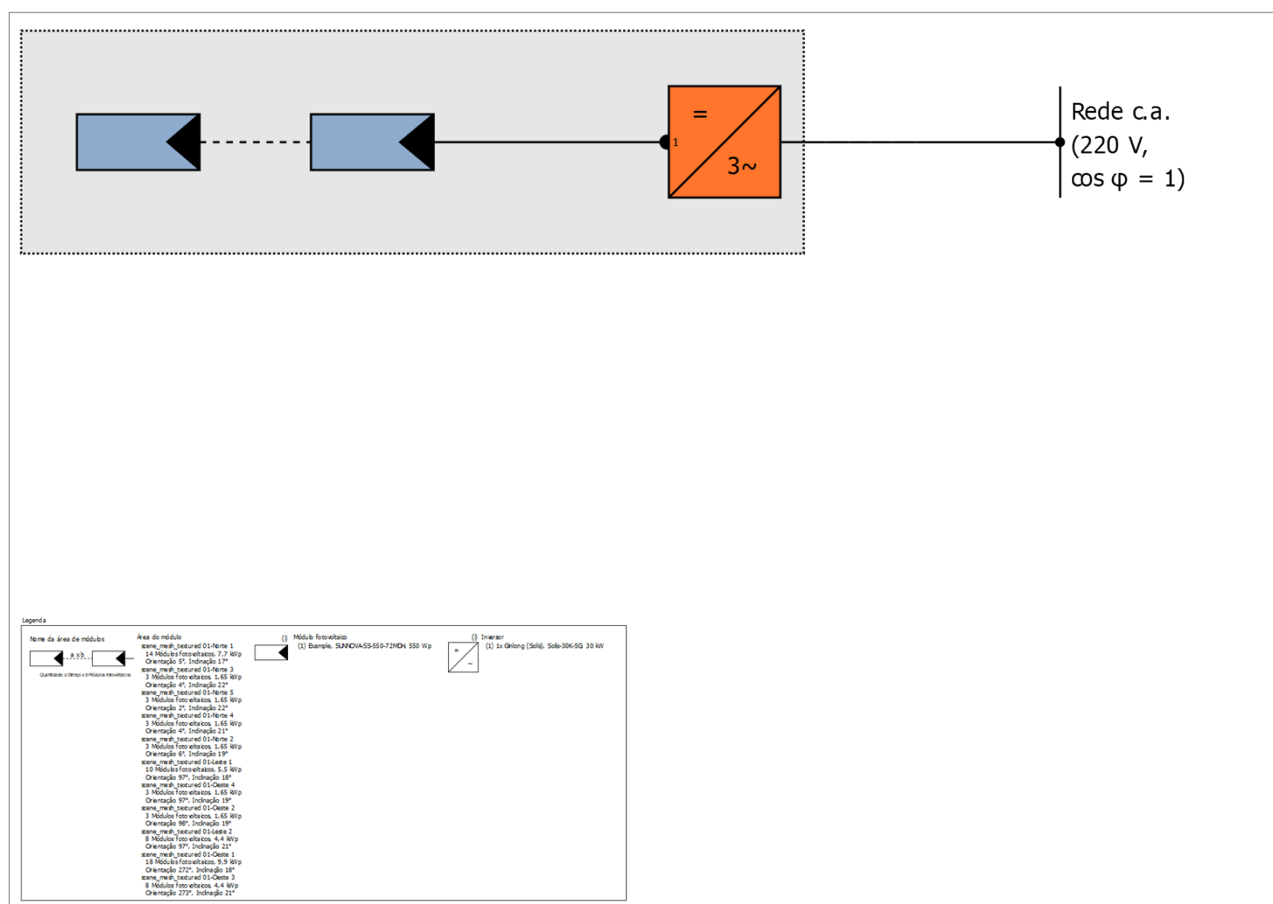 =
1
3~
Rede c.a.
(220 V,
cos φ = 1)
Legenda
Nome da área de módulos
a x b
Quantidade a Strings x b Módulos fotovoltaicos
Área do módulo
scene_mesh_textured 01-Norte 1
14 Módulos fotovoltaicos, 7,7 kWp
Orientação 5°, Inclinação 17°
scene_mesh_textured 01-Norte 3
3 Módulos fotovoltaicos, 1,65 kWp
Orientação 4°, Inclinação 22°
scene_mesh_textured 01-Norte 5
3 Módulos fotovoltaicos, 1,65 kWp
Orientação 2°, Inclinação 22°
scene_mesh_textured 01-Norte 4
3 Módulos fotovoltaicos, 1,65 kWp
Orientação 4°, Inclinação 21°
scene_mesh_textured 01-Norte 2
3 Módulos fotovoltaicos, 1,65 kWp
Orientação 6°, Inclinação 19°
scene_mesh_textured 01-Leste 1
10 Módulos fotovoltaicos, 5,5 kWp
Orientação 97°, Inclinação 18°
scene_mesh_textured 01-Oeste 4
3 Módulos fotovoltaicos, 1,65 kWp
Orientação 97°, Inclinação 19°
scene_mesh_textured 01-Oeste 2
3 Módulos fotovoltaicos, 1,65 kWp
Orientação 98°, Inclinação 19°
scene_mesh_textured 01-Leste 2
8 Módulos fotovoltaicos, 4,4 kWp
Orientação 97°, Inclinação 21°
scene_mesh_textured 01-Oeste 1
18 Módulos fotovoltaicos, 9,9 kWp
Orientação 272°, Inclinação 18°
scene_mesh_textured 01-Oeste 3
8 Módulos fotovoltaicos, 4,4 kWp
Orientação 273°, Inclinação 21°
(i) Módulo fotovoltaico
(1) Example, SUNNOVA-SS-550-72MDH, 550 Wp
(i) Inversor
= ~
(1) 1x Ginlong (Solis), Solis-30K-5G, 30 kW